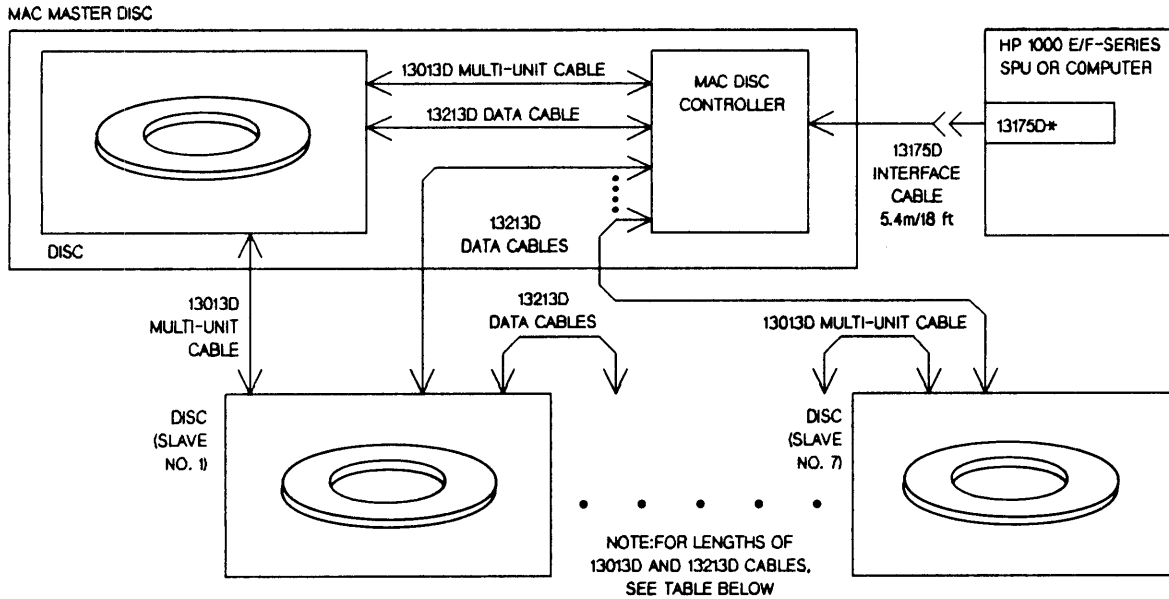 MAC MASTER DISC
13013D MULTI-UNIT CABLE
13213D DATA CABLE
MAC DISC
CONTROLLER
HP 1000 E/F-SERIES
SPU OR COMPUTER
13175D*
13175D
INTERFACE
CABLE
5.4m/18 ft
DISC
13213D
DATA CABLES
13013D
MULTI-UNIT
CABLE
13213D
DATA CABLES
13013D MULTI-UNIT CABLE
DISC
(SLAVE
NO. 1)
DISC
(SLAVE
NO. 7)
NOTE:FOR LENGTHS OF
13013D AND 13213D CABLES,
SEE TABLE BELOW